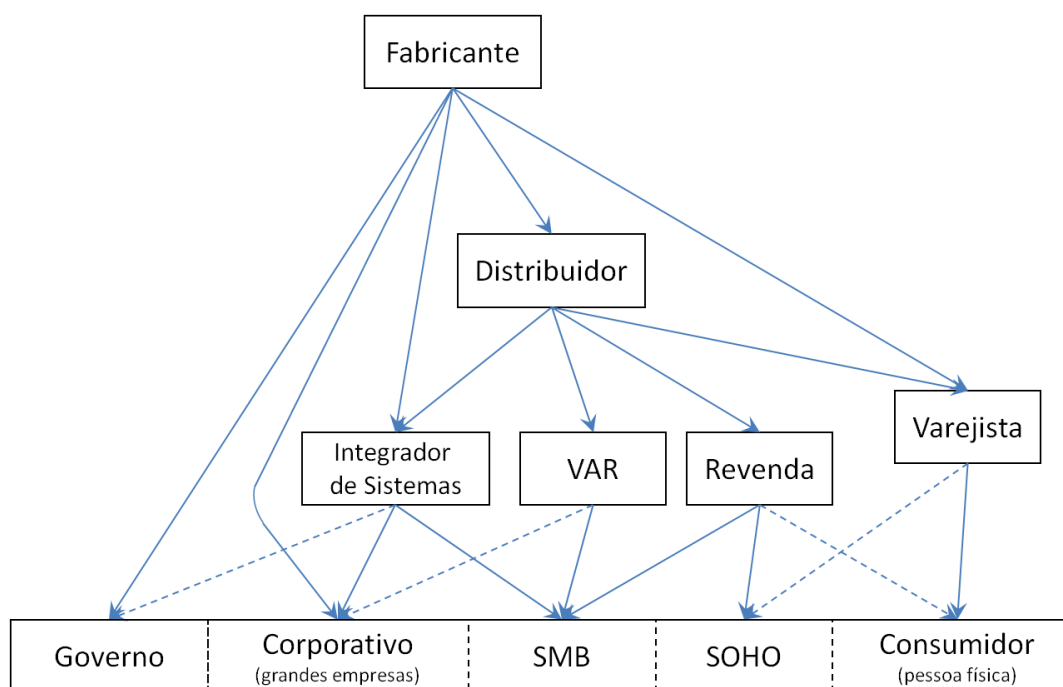 Fabricante
Distribuidor
Varejista
Integrador
de Sistemas
VAR
Revenda
Governo
Corporativo
(grandes empresas)
SMB
SOHO
Consumidor
(pessoa física)